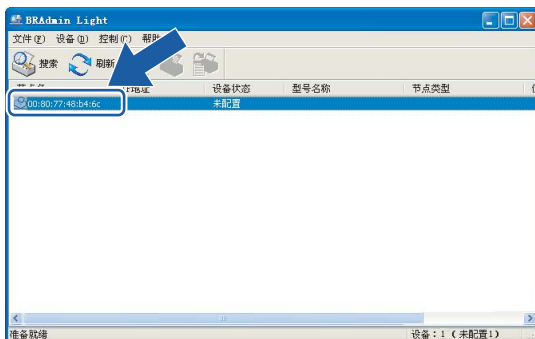 BRAdmin Light
文件(F) 设备(D) 控制(C) 帮助
搜索 刷新
设备状态 型号名称 节点类型
00:80:77:48:b4:6c 未配置
准备就绪 设备:1 (未配置1)